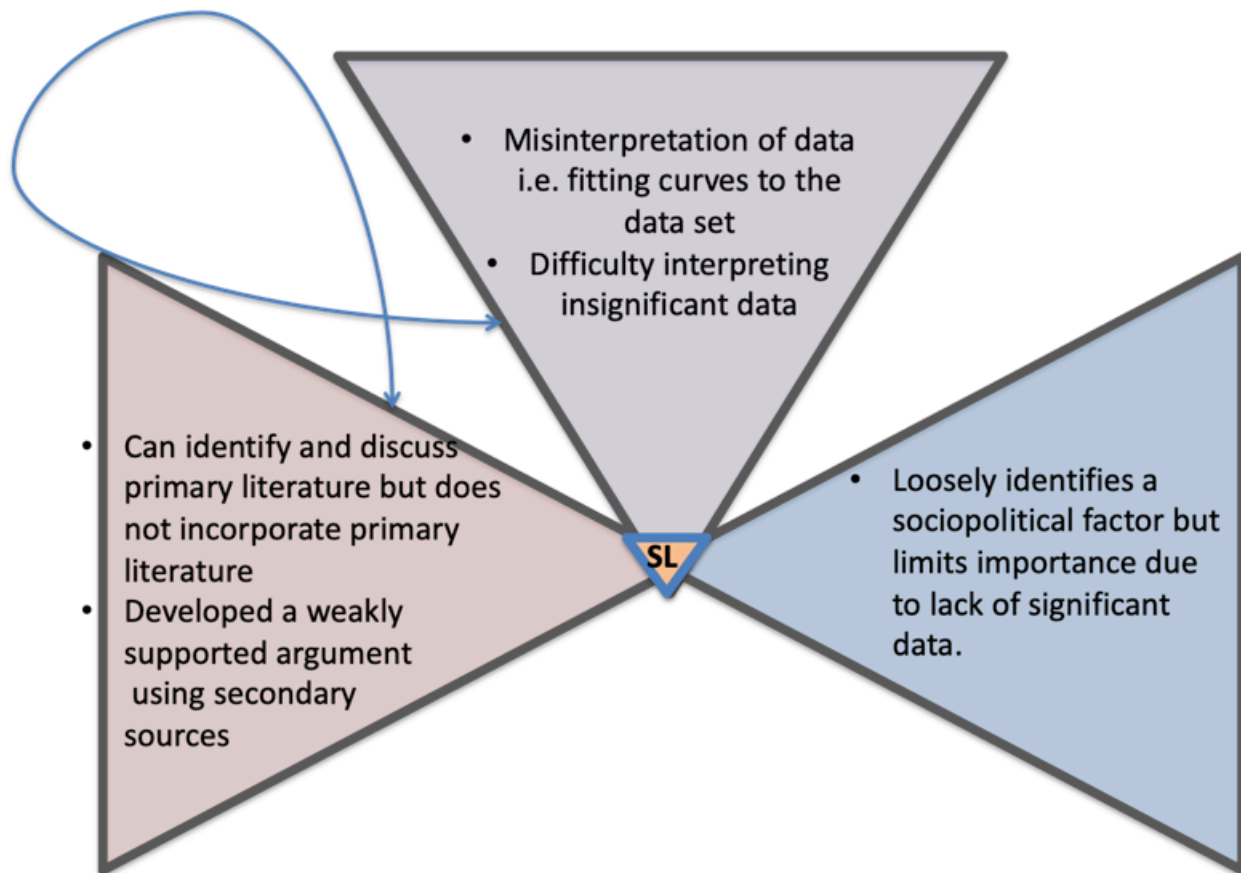 • Misinterpretation of data
i.e. fitting curves to the
data set
• Difficulty interpreting
insignificant data
• Can identify and discuss
primary literature but does
not incorporate primary
literature
• Developed a weakly
supported argument
using secondary
sources
SL
• Loosely identifies a
sociopolitical factor but
limits importance due
to lack of significant
data.